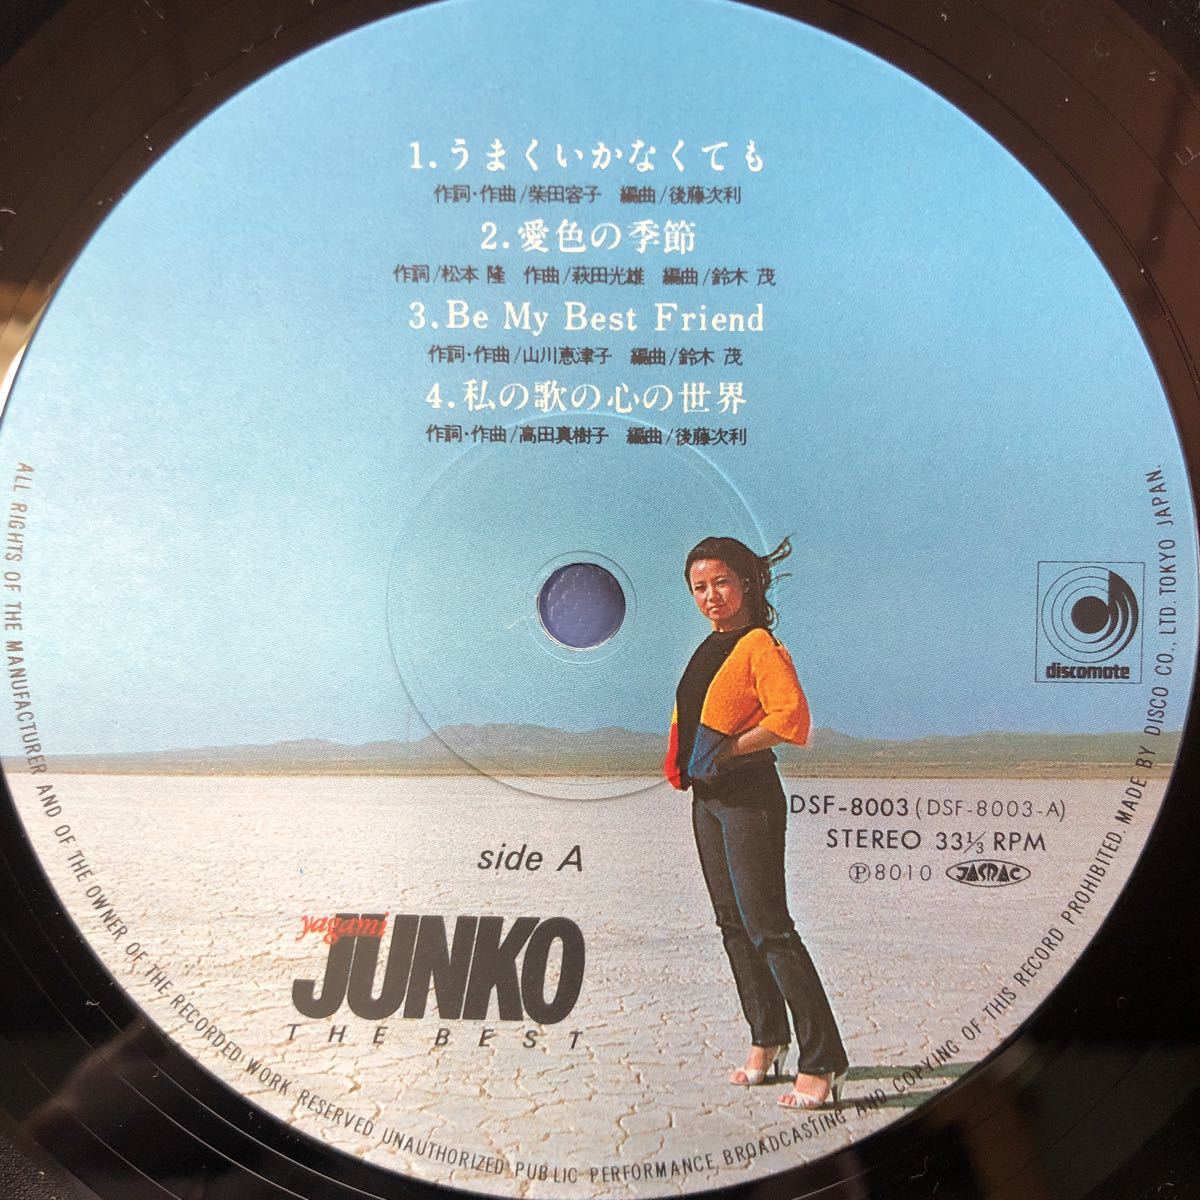 1.うまくいかなくても
作詞・作曲/柴田容子 編曲/後藤次利
2.愛色の季節
作詞/松本 隆 作曲/萩田光雄 編曲/鈴木 茂
3.Be My Best Friend
作詞・作曲/山川恵津子 編曲/鈴木 茂
4.私の歌の心の世界
作詞・作曲/高田真樹子 編曲/後藤次利
discomate
DSF-8003(DSF-8003-A)
STEREO 33⅓ RPM
Ⓟ8010 JASRAC
side A
yagami
JUNKO
THE BEST
ALL RIGHTS OF THE MANUFACTURER AND OF THE OWNER OF THE RECORDED WORK RESERVED. UNAUTHORIZED PUBLIC PERFORMANCE, BROADCASTING AND COPYING OF THIS RECORD PROHIBITED. MADE BY DISCO CO., LTD. TOKYO JAPAN.